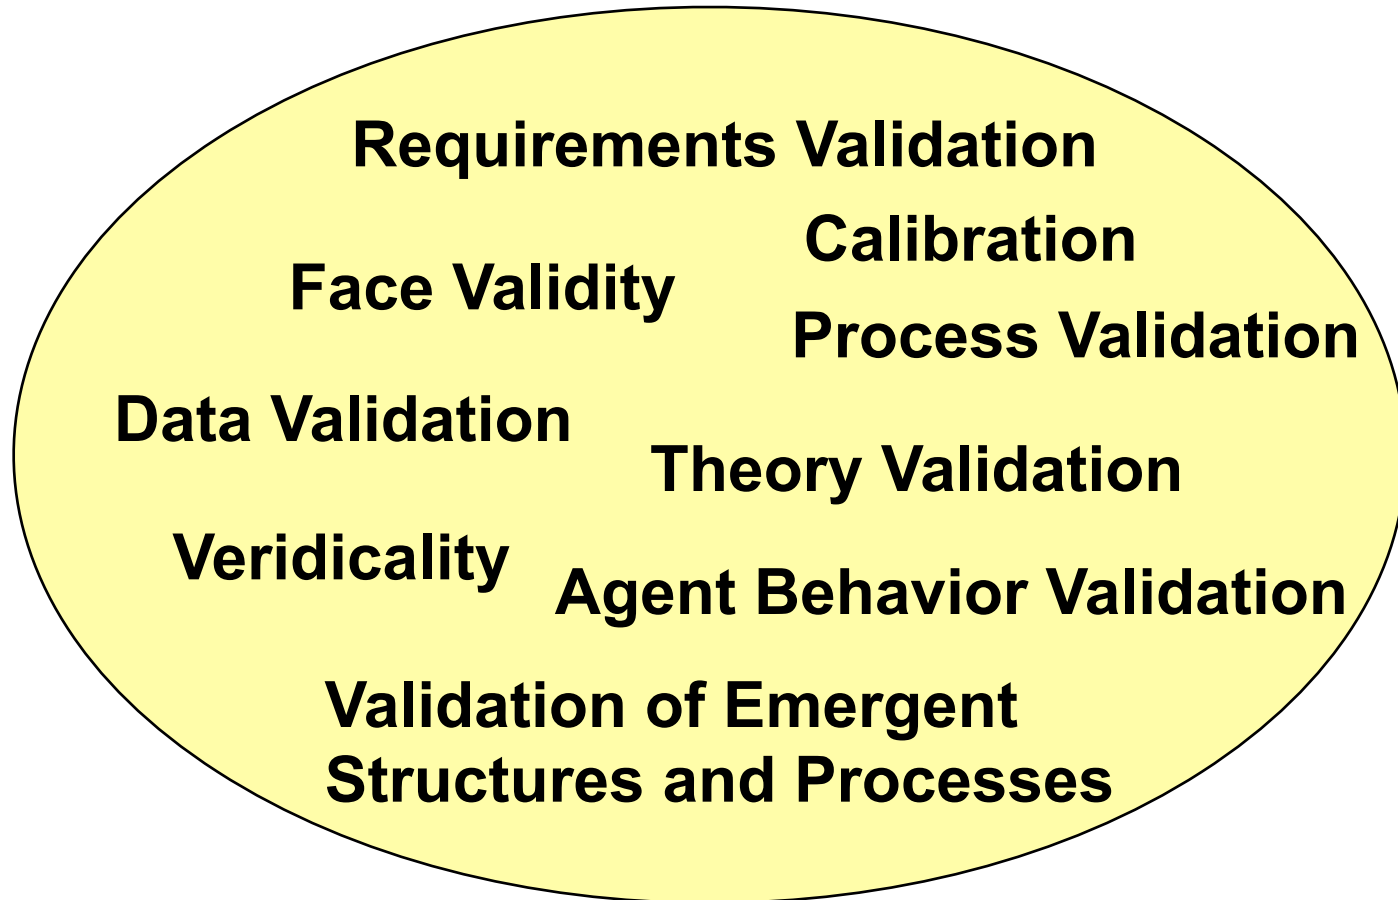 Requirements Validation
Calibration
Face Validity
Process Validation
Data Validation
Theory Validation
Veridicality
Agent Behavior Validation
Validation of Emergent
Structures and Processes